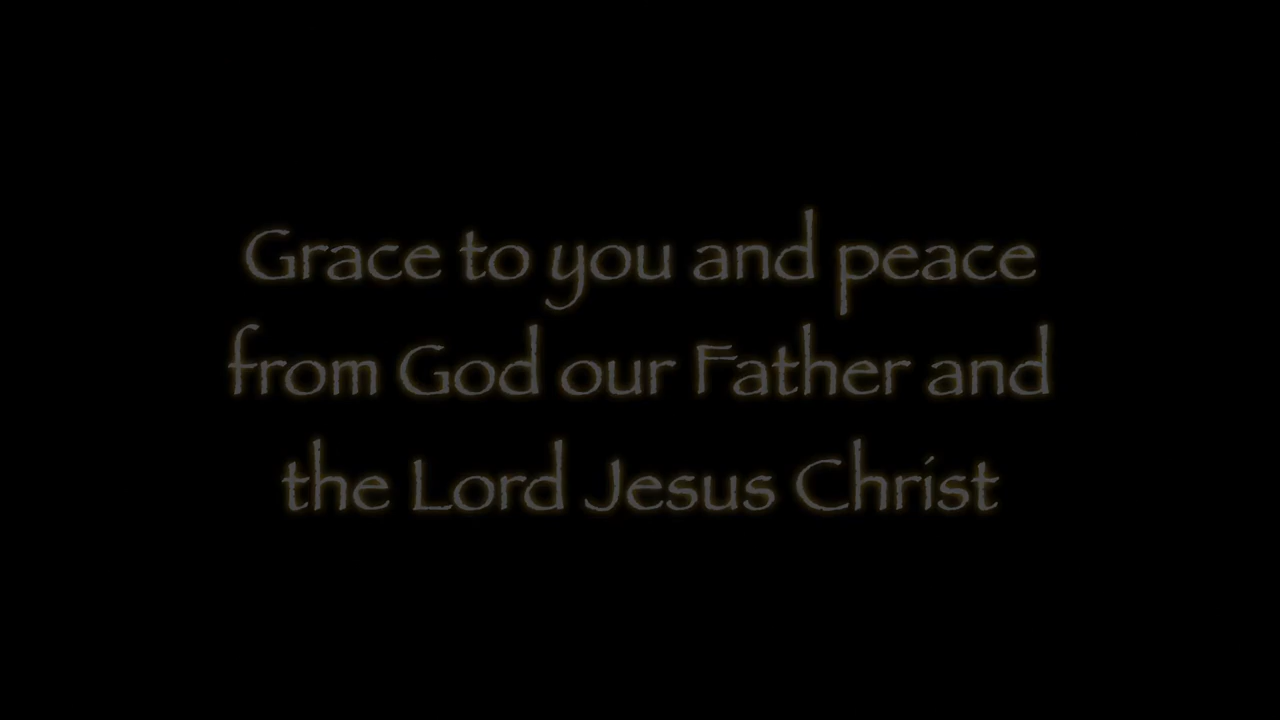 Grace to you and peace
from God our Father and
the Lord Jesus Christ